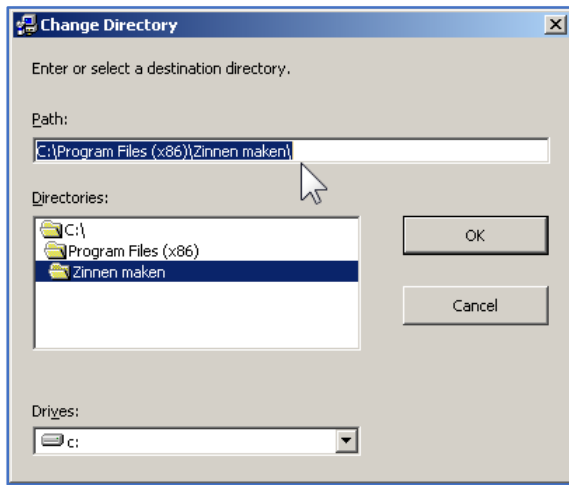 Change Directory
Enter or select a destination directory.
Path:
C:\Program Files (x86)\Zinnen maken\
Directories:
C:\
Program Files (x86)
Zinnen maken
OK
Cancel
Drives:
c: